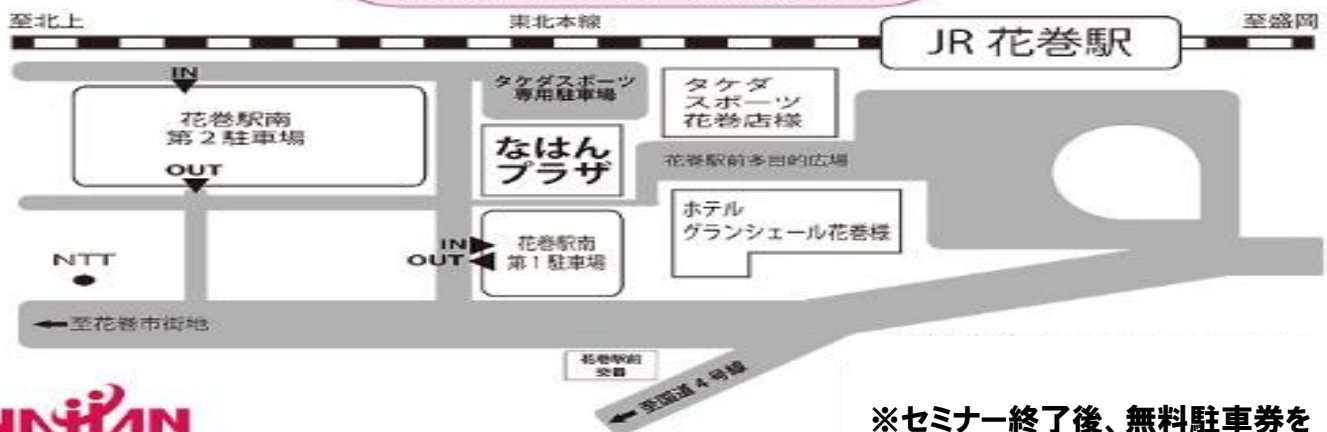 至北上
東北本線
JR 花巻駅
至盛岡
IN
花巻駅南
第2駐車場
OUT
タケダスポーツ
専用駐車場
タケダ
スポーツ
花巻店様
なはん
プラザ
花巻駅前多目的広場
ホテル
グランシェール花巻様
NTT
IN
OUT
花巻駅南
第1駐車場
至花巻市街地
花巻駅前
交番
至国道4号線
※セミナー終了後、無料駐車券を